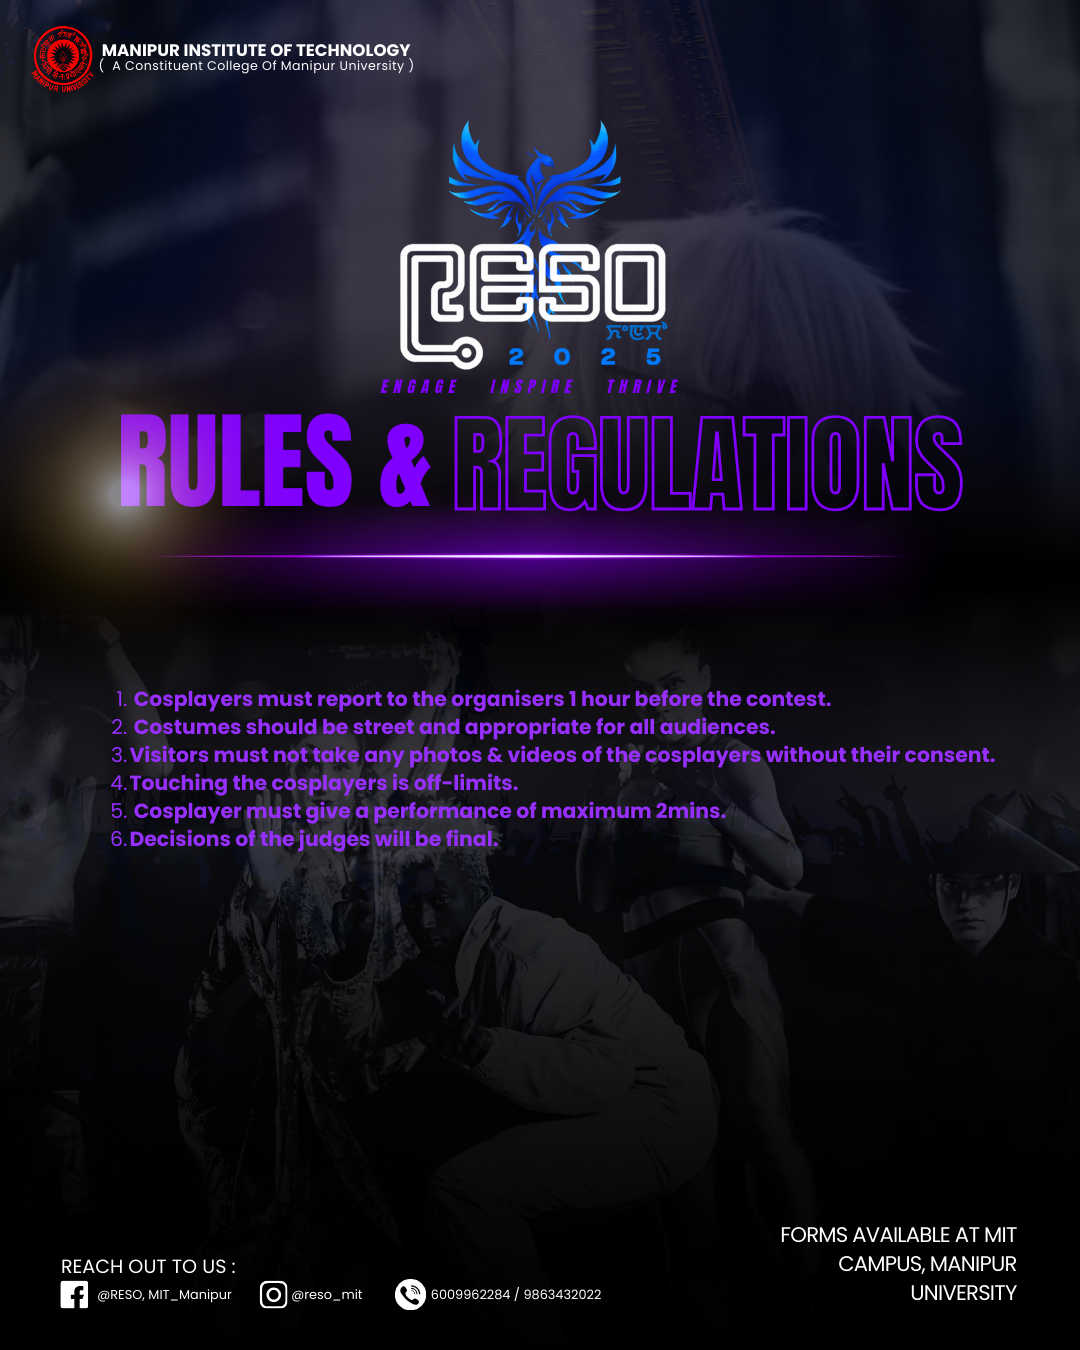 MANIPUR INSTITUTE OF TECHNOLOGY
( A Constituent College Of Manipur University )
MANIPUR UNIVERSITY
RESO
2025
ENGAGE INSPIRE THRIVE
RULES & REGULATIONS
1. Cosplayers must report to the organisers 1 hour before the contest.
2. Costumes should be street and appropriate for all audiences.
3. Visitors must not take any photos & videos of the cosplayers without their consent.
4. Touching the cosplayers is off-limits.
5. Cosplayer must give a performance of maximum 2mins.
6. Decisions of the judges will be final.
FORMS AVAILABLE AT MIT
CAMPUS, MANIPUR
UNIVERSITY
REACH OUT TO US :
@RESO, MIT_Manipur @reso_mit 6009962284 / 9863432022